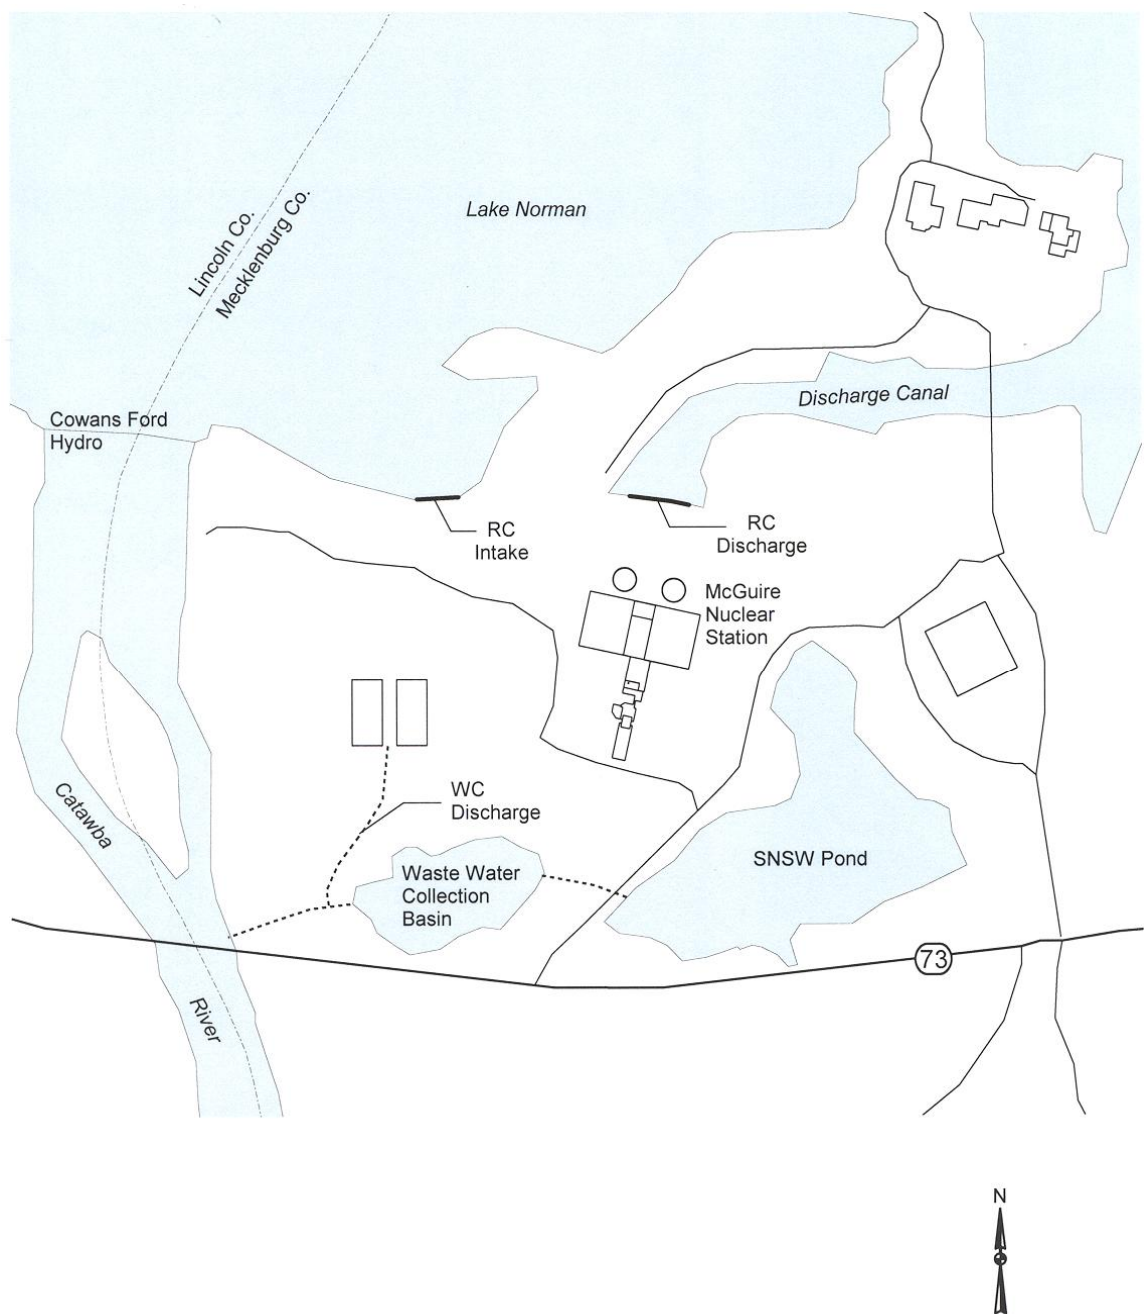 Lake Norman
Lincoln Co.
Mecklenburg Co.
Discharge Canal
Cowans Ford
Hydro
RC
Intake
RC
Discharge
McGuire
Nuclear
Station
WC
Discharge
Catawba
River
Waste Water
Collection
Basin
SNSW Pond
73
N